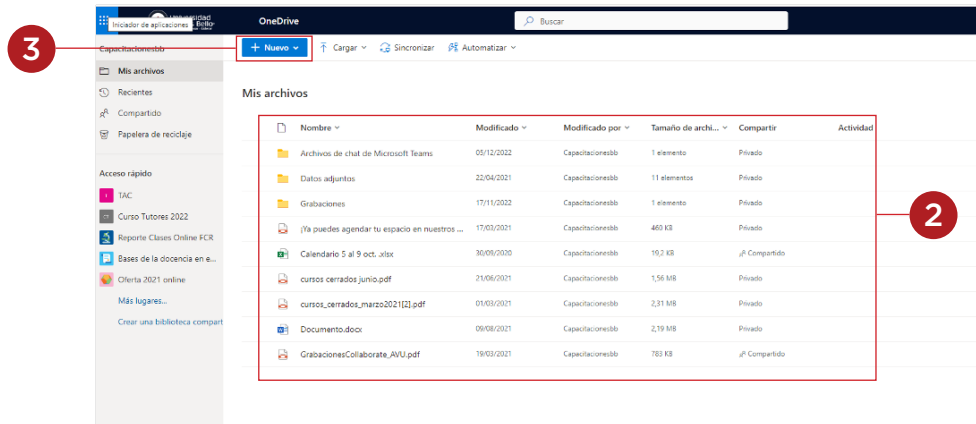 Universidad
Iniciador de aplicaciones
s Bello
OneDrive
Buscar
3
Capacitacionesbb
Nuevo
Cargar
Sincronizar
Automatizar
Mis archivos
Recientes
Compartido
Papelera de reciclaje
Acceso rápido
TAC
Curso Tutores 2022
Reporte Clases Online FCR
Bases de la docencia en e...
Oferta 2021 online
Más lugares...
Crear una biblioteca compart
Mis archivos
Nombre Modificado Modificado por Tamaño de archi... Compartir Actividad
Archivos de chat de Microsoft Teams 05/12/2022 Capacitacionesbb 1 elemento Privado
Datos adjuntos 22/04/2021 Capacitacionesbb 11 elementos Privado
Grabaciones 17/11/2022 Capacitacionesbb 1 elemento Privado
¡Ya puedes agendar tu espacio en nuestros ... 17/03/2021 Capacitacionesbb 460 KB Privado
Calendario 5 al 9 oct. .xlsx 30/09/2020 Capacitacionesbb 19,2 KB Compartido
cursos cerrados junio.pdf 21/06/2021 Capacitacionesbb 1,56 MB Privado
cursos_cerrados_marzo2021[2].pdf 01/03/2021 Capacitacionesbb 2,31 MB Privado
Documento.docx 09/08/2021 Capacitacionesbb 2,19 MB Privado
GrabacionesCollaborate_AVU.pdf 19/03/2021 Capacitacionesbb 783 KB Compartido
2